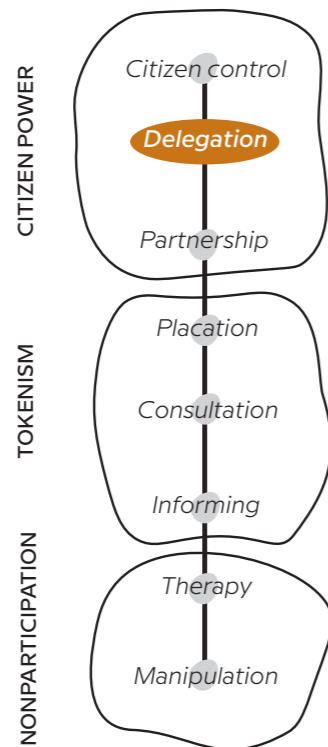 CITIZEN POWER
Citizen control
Delegation
Partnership
TOKENISM
Placation
Consultation
Informing
NONPARTICIPATION
Therapy
Manipulation